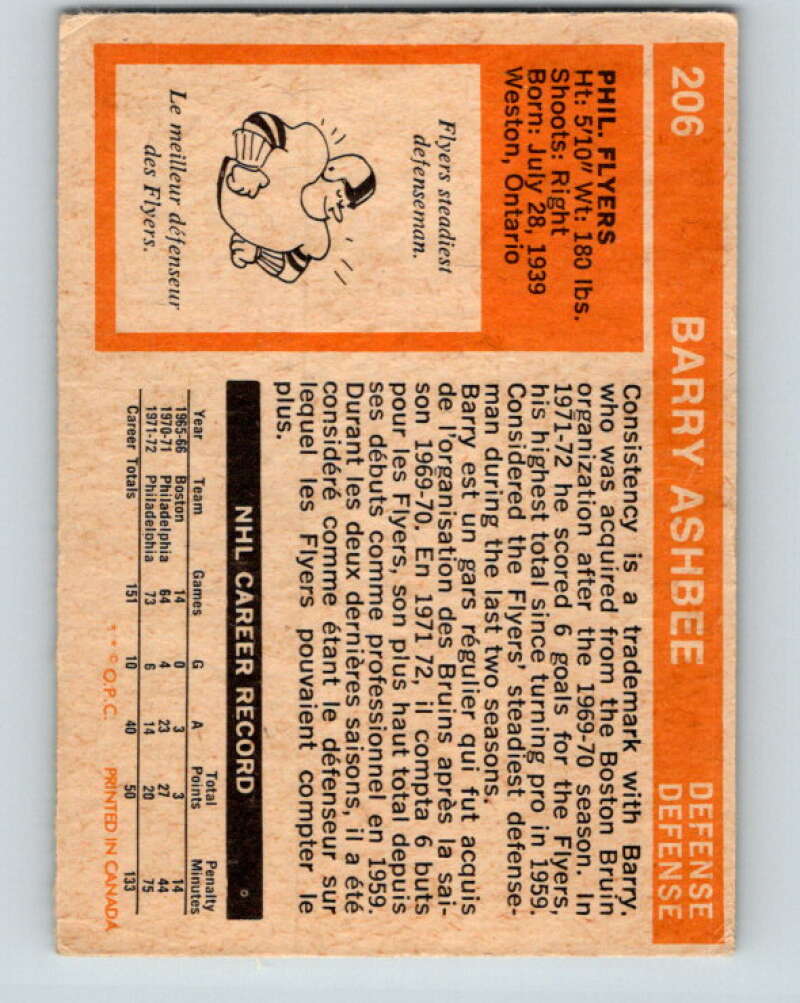 206 BARRY ASHBEE DEFENSE
DEFENSE
PHIL. FLYERS
Ht: 5'10" Wt: 180 lbs.
Shoots: Right
Born: July 28, 1939
Weston, Ontario
Flyers steadiest
defenseman.
Le meilleur défenseur
des Flyers.
Consistency is a trademark with Barry.
who was acquired from the Boston Bruin
organization after the 1969-70 season. In
1971-72 he scored 6 goals for the Flyers,
his highest total since turning pro in 1959.
Considered the Flyers' steadiest defense-
man during the last two seasons.
Barry est un gars régulier qui fut acquis
de l'organisation des Bruins après la sai-
son 1969-70. En 1971 72, il compta 6 buts
pour les Flyers, son plus haut total depuis
ses débuts comme professionnel en 1959.
Durant les deux dernières saisons, il a été
considéré comme étant le défenseur sur
lequel les Flyers pouvaient compter le
plus.
NHL CAREER RECORD
Year Team Games G A Total Points Penalty Minutes
1965-66 Boston 14 0 3 3 14
1970-71 Philadelphia 64 4 23 27 44
1971-72 Philadelphia 73 6 14 20 75
Career Totals 151 10 40 50 133
* * © O.P.C. PRINTED IN CANADA